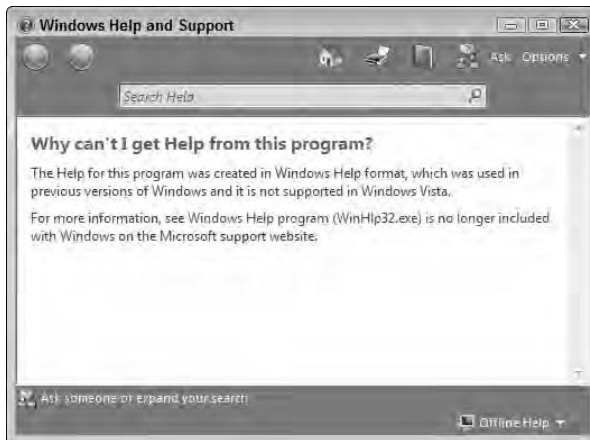 Windows Help and Support
Ask Options
Search Help
Why can't I get Help from this program?
The Help for this program was created in Windows Help format, which was used in
previous versions of Windows and it is not supported in Windows Vista.
For more information, see Windows Help program (WinHlp32.exe) is no longer included
with Windows on the Microsoft support website.
Ask someone or expand your search
Offline Help